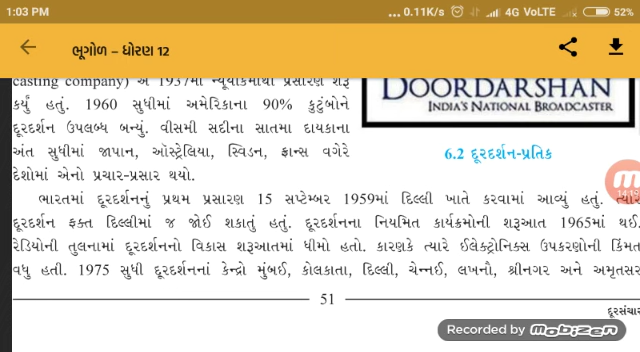 1:03 PM ... 0.11K/s 4G VoLTE 52%
ભૂગોળ - ધોરણ 12
casting company) એ 1937માં ન્યૂયૉર્કમાંથી પ્રસારણ શરૂ
કર્યું હતું. 1960 સુધીમાં અમેરિકાના 90% કુટુંબોને
દૂરદર્શન ઉપલબ્ધ બન્યું. વીસમી સદીના સાતમા દાયકાના
અંત સુધીમાં જાપાન, ઑસ્ટ્રેલિયા, સ્વિડન, ફ્રાન્સ વગેરે
દેશોમાં એનો પ્રચાર-પ્રસાર થયો.
DOORDARSHAN
INDIA'S NATIONAL BROADCASTER
6.2 દૂરદર્શન-પ્રતિક
ભારતમાં દૂરદર્શનનું પ્રથમ પ્રસારણ 15 સપ્ટેમ્બર 1959માં દિલ્લી ખાતે કરવામાં આવ્યું હતું. ત્યારે
દૂરદર્શન ફક્ત દિલ્લીમાં જ જોઈ શકાતું હતું. દૂરદર્શનના નિયમિત કાર્યક્રમોની શરૂઆત 1965માં થઈ.
રેડિયોની તુલનામાં દૂરદર્શનનો વિકાસ શરૂઆતમાં ધીમો હતો. કારણકે ત્યારે ઈલેક્ટ્રોનિક્સ ઉપકરણોની કિંમત
વધુ હતી. 1975 સુધી દૂરદર્શનનાં કેન્દ્રો મુંબઈ, કોલકાતા, દિલ્લી, ચેન્નઈ, લખનૌ, શ્રીનગર અને અમૃતસર
51
દૂરસંચાર
M
14:19
Recorded by Mobizen